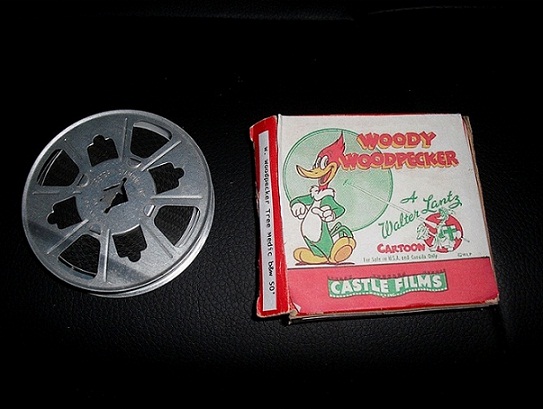 WOODY
WOODPECKER
A
Walter Lantz
CARTOON
For Sale in U.S.A. and Canada Only
CASTLE FILMS
W. Woodpecker Tree Medic b&w 50'